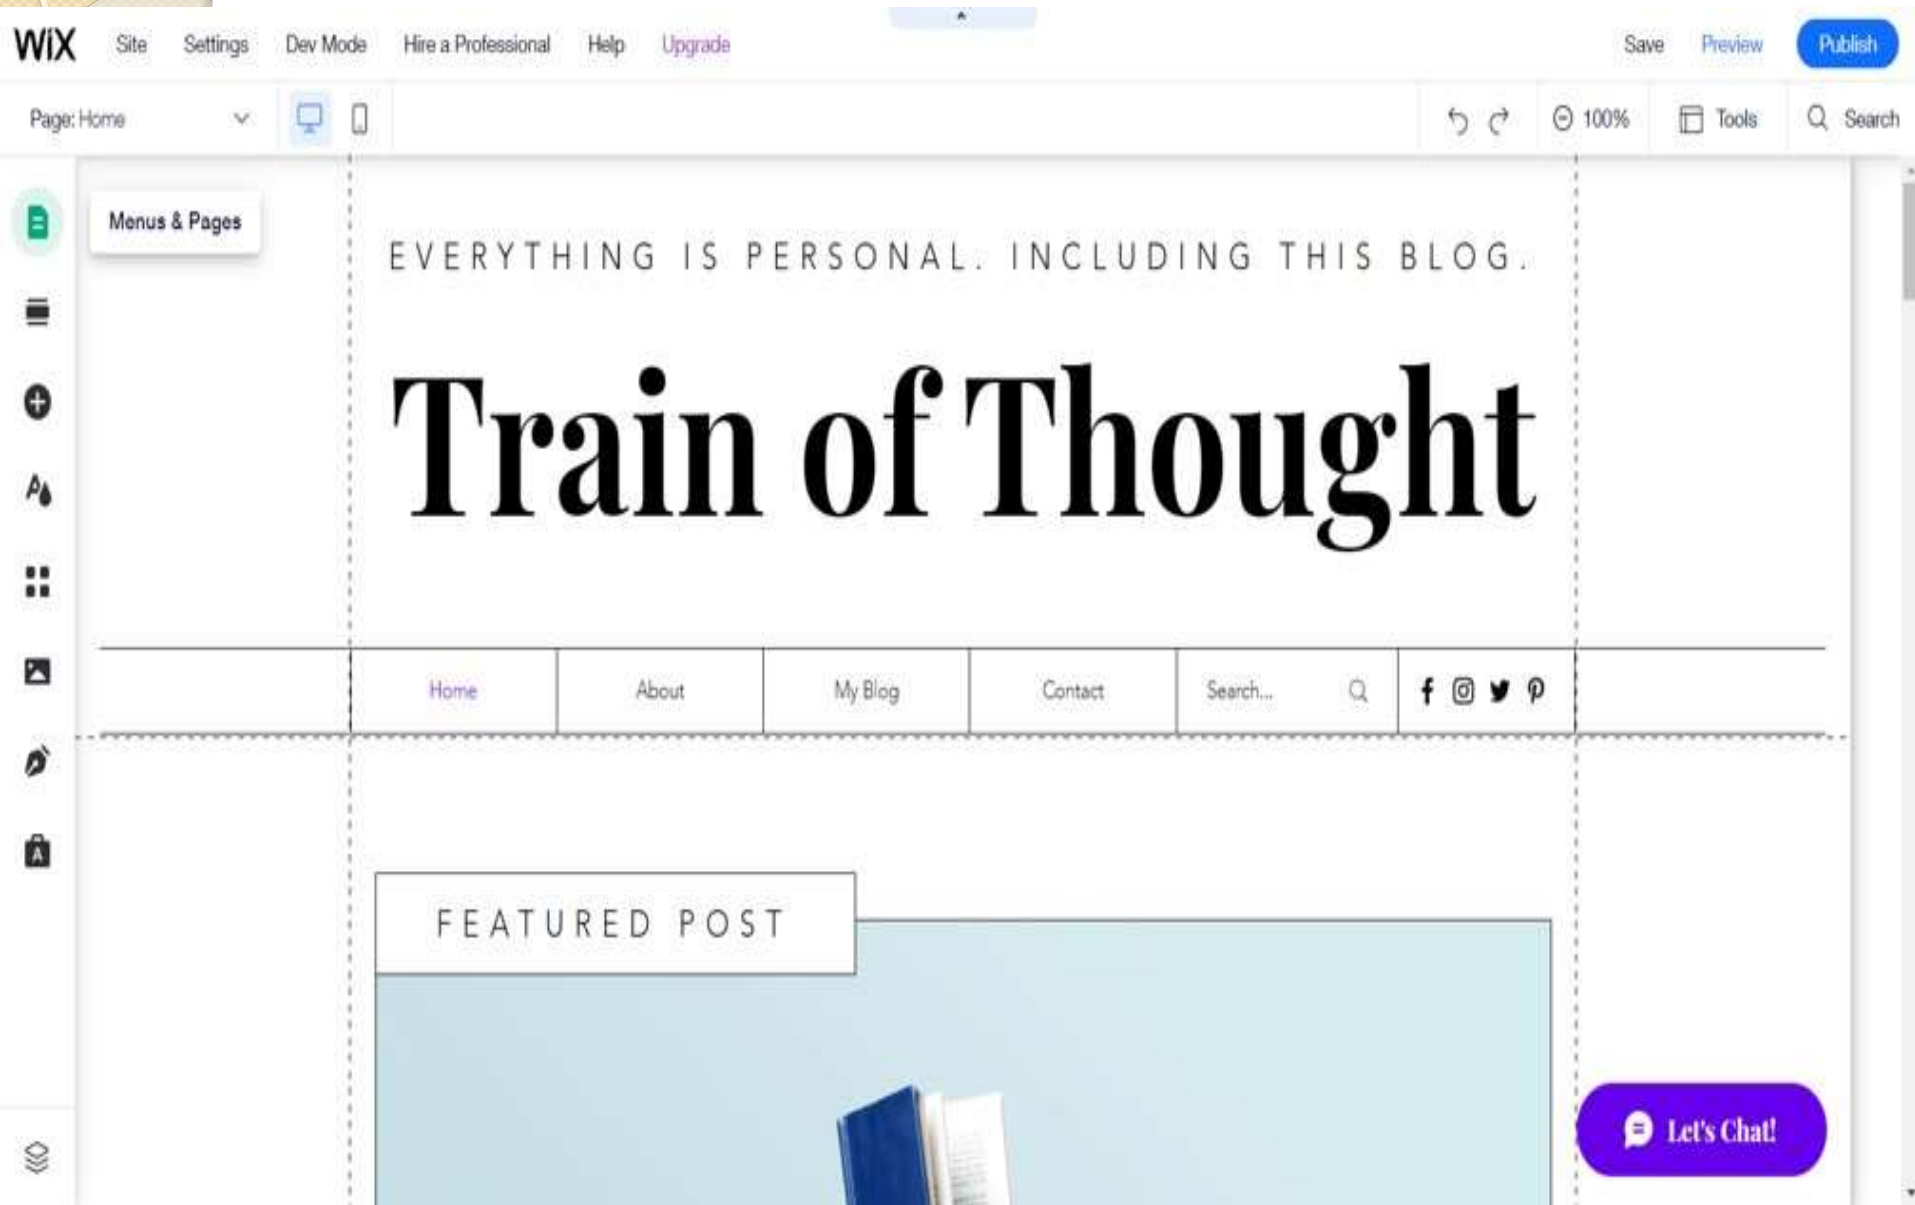 WiX Site Settings Dev Mode Hire a Professional Help Upgrade Save Preview Publish
Page: Home 100% Tools Search
Menus & Pages
EVERYTHING IS PERSONAL. INCLUDING THIS BLOG.
Train of Thought
Home About My Blog Contact Search...
FEATURED POST
Let's Chat!